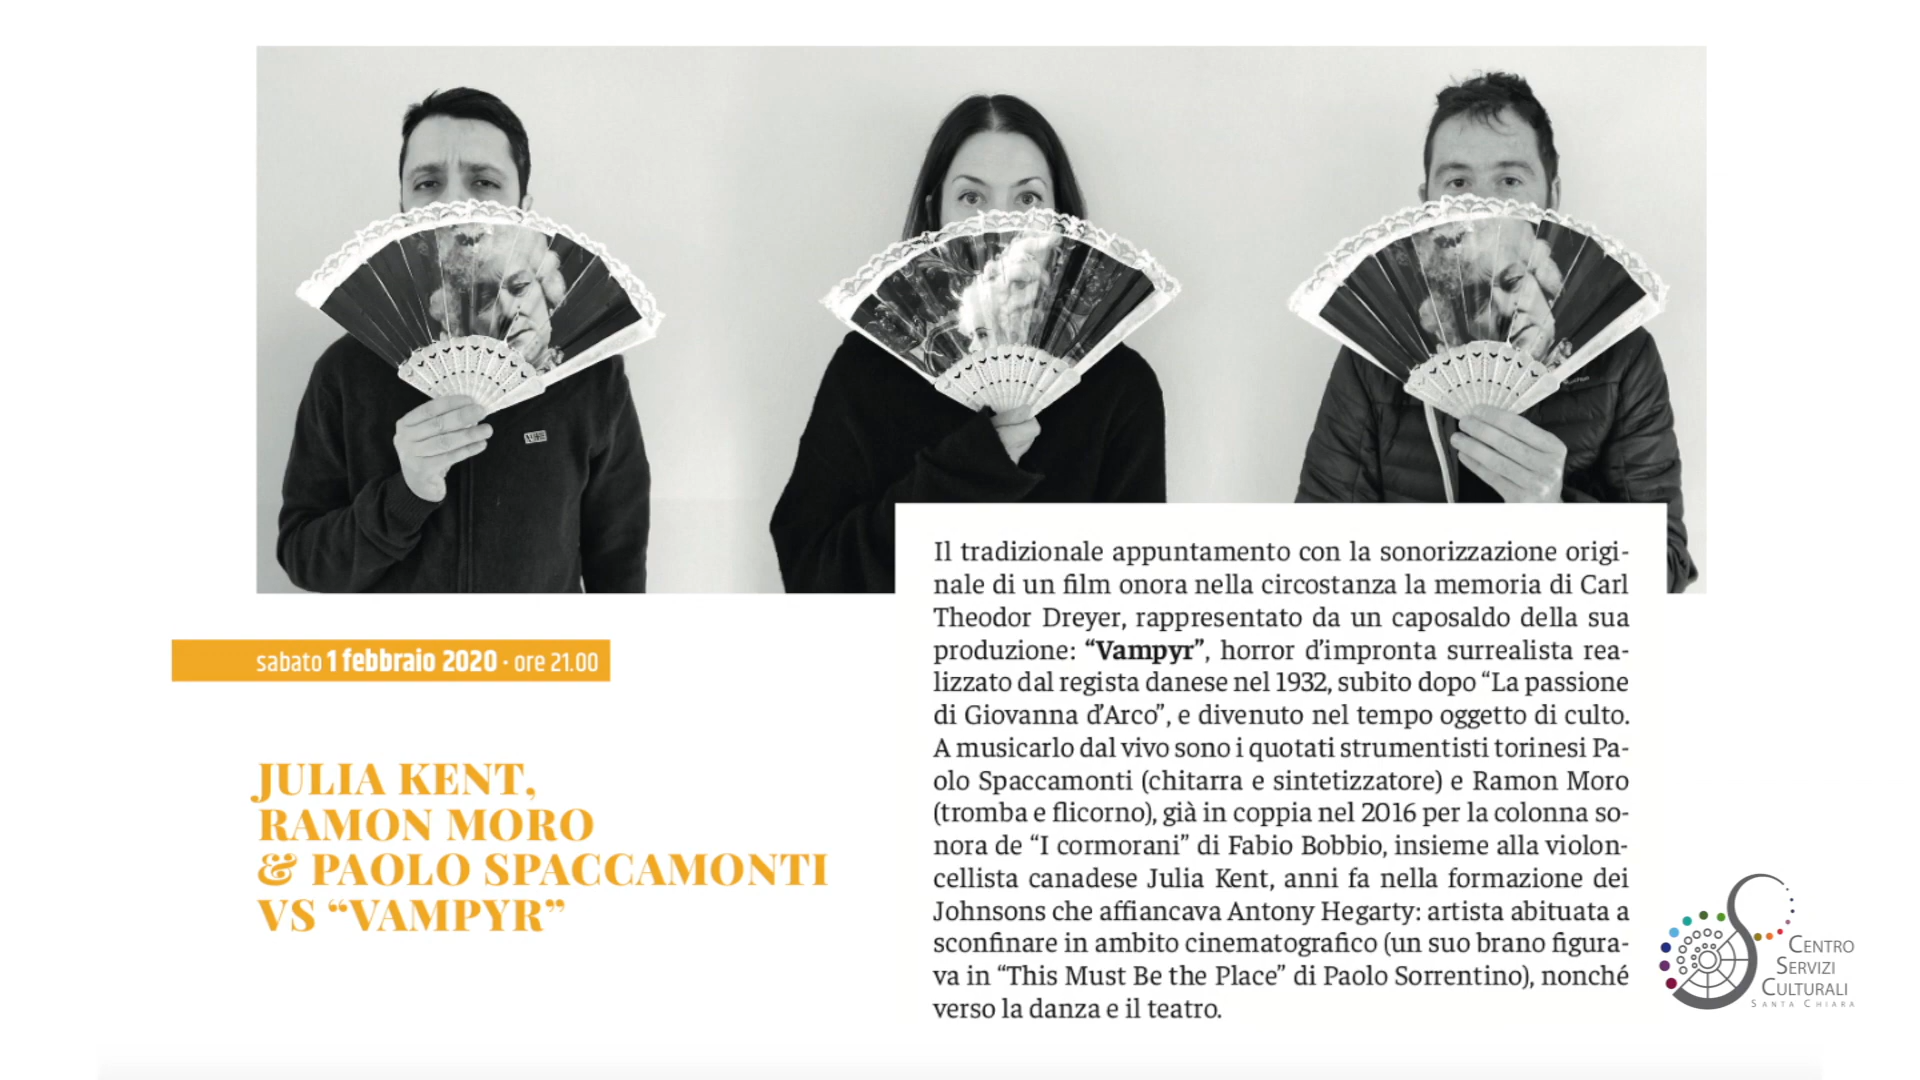 sabato 1 febbraio 2020 · ore 21.00
JULIA KENT,
RAMON MORO
& PAOLO SPACCAMONTI
VS “VAMPYR”
Il tradizionale appuntamento con la sonorizzazione origi-
nale di un film onora nella circostanza la memoria di Carl
Theodor Dreyer, rappresentato da un caposaldo della sua
produzione: “Vampyr”, horror d’impronta surrealista rea-
lizzato dal regista danese nel 1932, subito dopo “La passione
di Giovanna d’Arco”, e divenuto nel tempo oggetto di culto.
A musicarlo dal vivo sono i quotati strumentisti torinesi Pa-
olo Spaccamonti (chitarra e sintetizzatore) e Ramon Moro
(tromba e flicorno), già in coppia nel 2016 per la colonna so-
nora de “I cormorani” di Fabio Bobbio, insieme alla violon-
cellista canadese Julia Kent, anni fa nella formazione dei
Johnsons che affiancava Antony Hegarty: artista abituata a
sconfinare in ambito cinematografico (un suo brano figura-
va in “This Must Be the Place” di Paolo Sorrentino), nonché
verso la danza e il teatro.
CENTRO
SERVIZI
CULTURALI
SANTA CHIARA